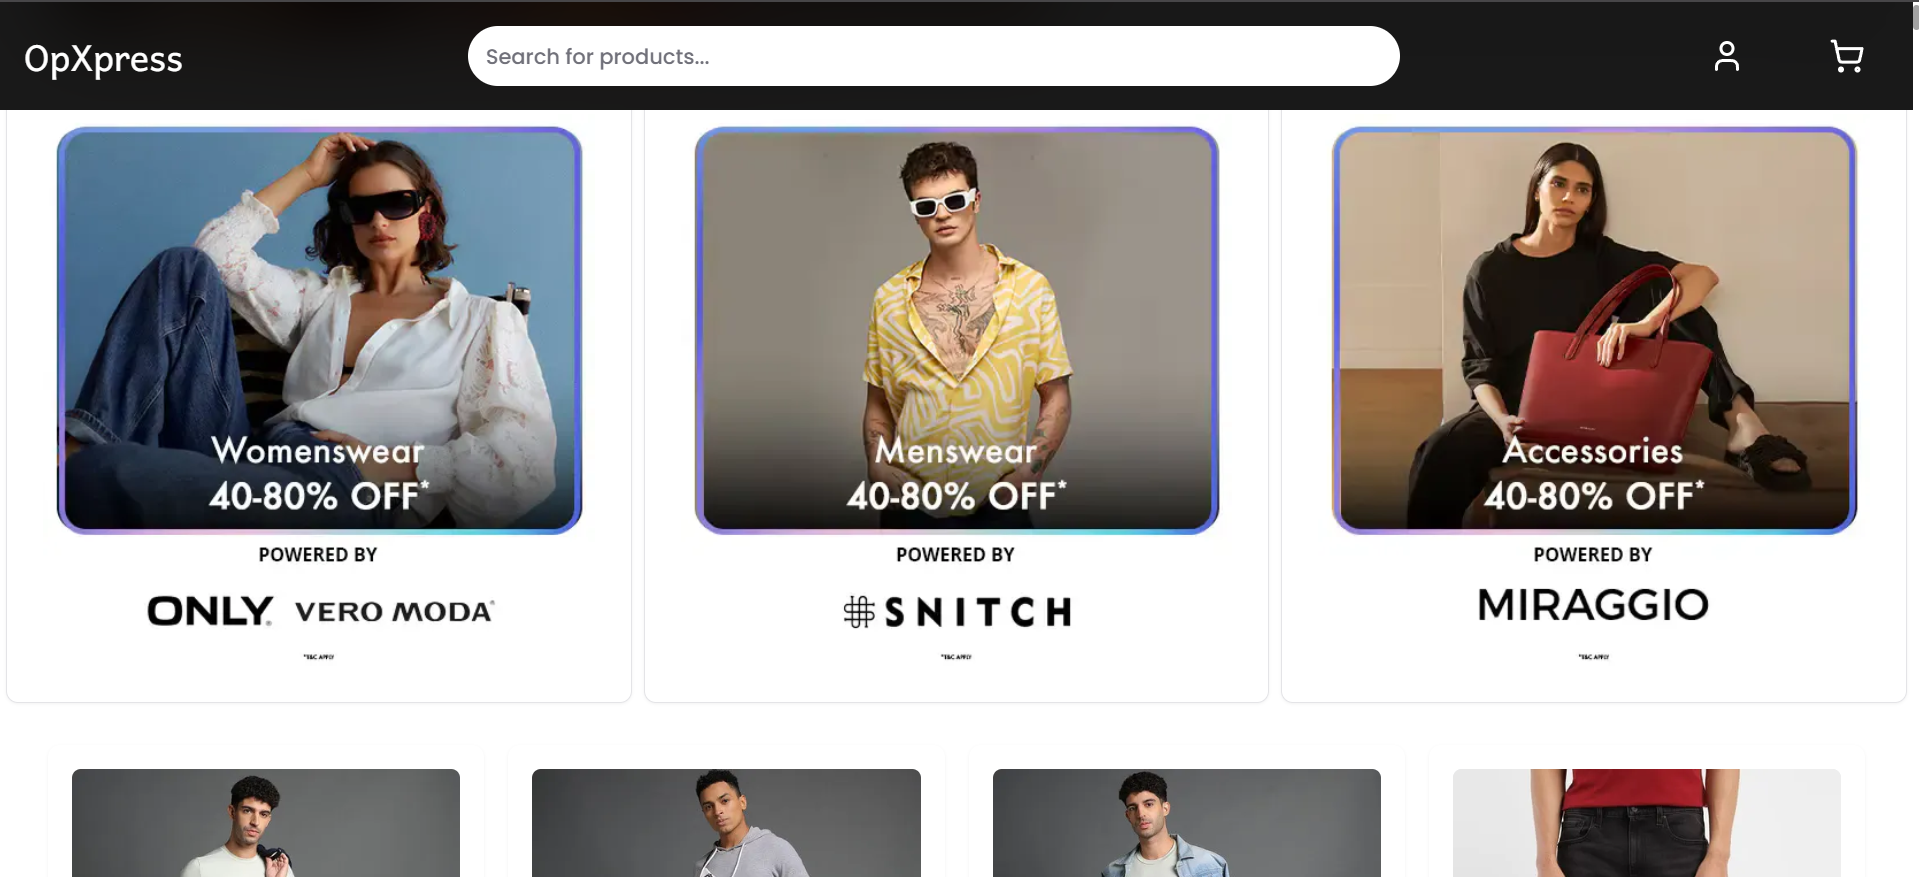 OpXpress
Search for products...
Womenswear
40-80% OFF*
POWERED BY
ONLY VERO MODA
*T&C APPLY
Menswear
40-80% OFF*
POWERED BY
SNITCH
*T&C APPLY
Accessories
40-80% OFF*
POWERED BY
MIRAGGIO
*T&C APPLY